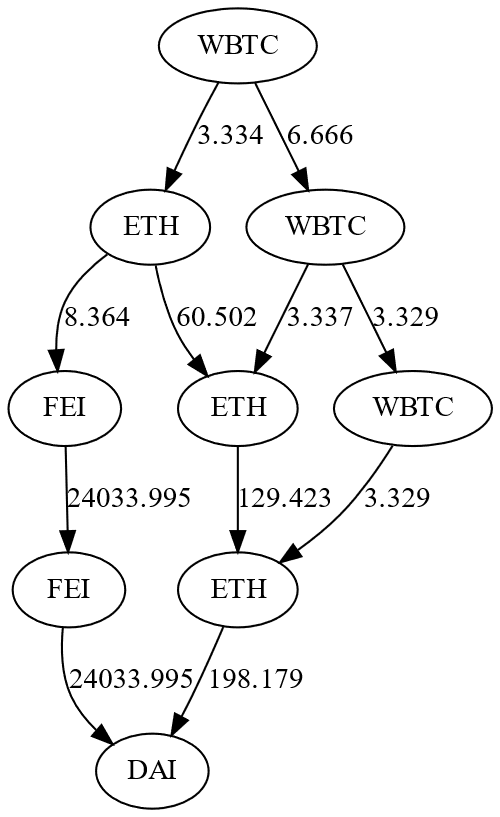 WBTC
3.334
6.666
ETH
WBTC
8.364
60.502
3.337
3.329
FEI
ETH
WBTC
24033.995
129.423
3.329
FEI
ETH
24033.995
198.179
DAI